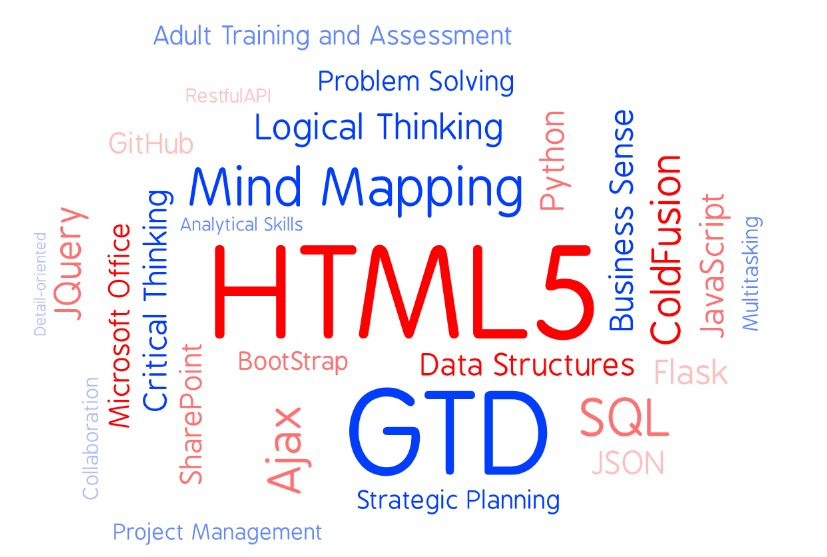 Adult Training and Assessment
Problem Solving
RestfulAPI
Logical Thinking
GitHub
Python
Business Sense
Mind Mapping
ColdFusion
Analytical Skills
JavaScript
Multitasking
Detail-oriented
JQuery
Microsoft Office
Critical Thinking
HTML5
SharePoint
BootStrap
Data Structures
Flask
Collaboration
Ajax
GTD
SQL
JSON
Strategic Planning
Project Management